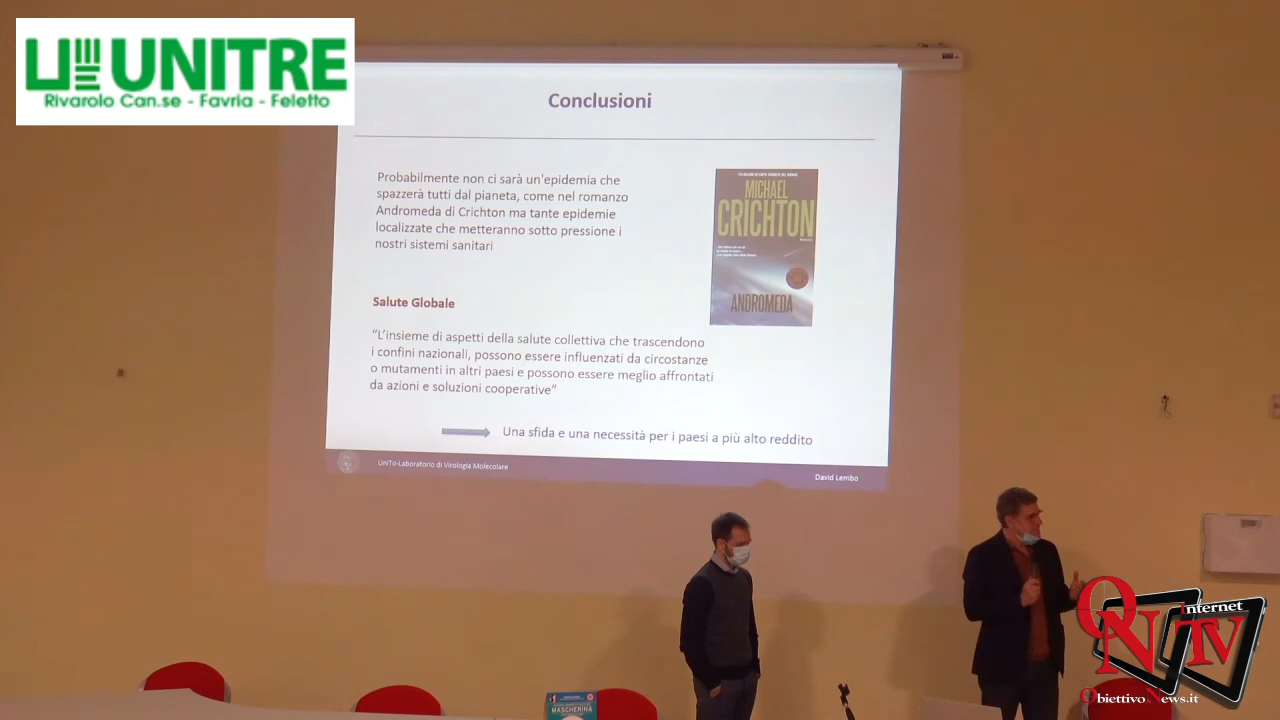 UNITRE
Rivarolo Can.se - Favria - Feletto
Conclusioni
Probabilmente non ci sarà un'epidemia che
spazzerà tutti dal pianeta, come nel romanzo
Andromeda di Crichton ma tante epidemie
localizzate che metteranno sotto pressione i
nostri sistemi sanitari
MICHAEL
CRICHTON
ANDROMEDA
Salute Globale
"L'insieme di aspetti della salute collettiva che trascendono
i confini nazionali, possono essere influenzati da circostanze
o mutamenti in altri paesi e possono essere meglio affrontati
da azioni e soluzioni cooperative"
Una sfida e una necessità per i paesi a più alto reddito
UniTo-Laboratorio di Virologia Molecolare
David Lembo
MASCHERINA
internet
ON TV
ObiettivoNews.it